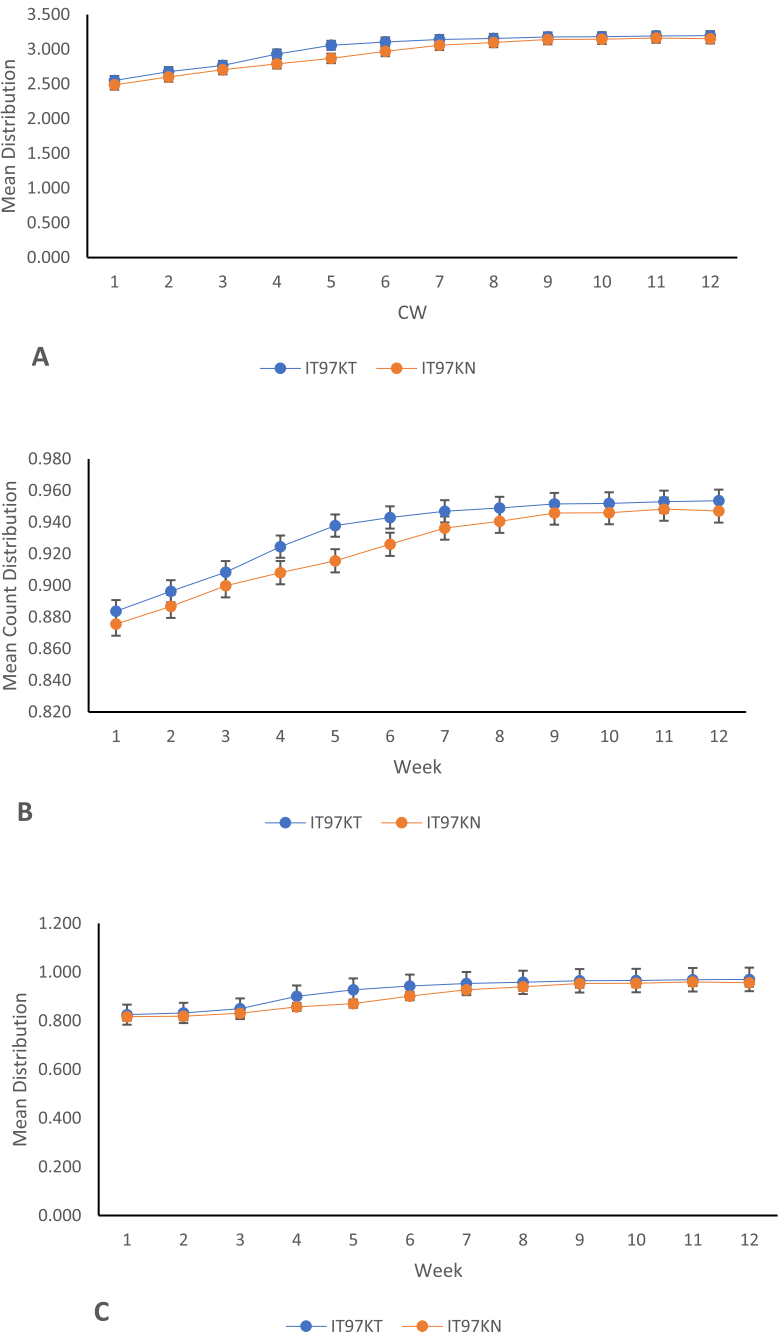 3.500
3.000
2.500
2.000
1.500
1.000
0.500
0.000
Mean Distribution
1 2 3 4 5 6 7 8 9 10 11 12
CW
A
IT97KT IT97KN
0.980
0.960
0.940
0.920
0.900
0.880
0.860
0.840
0.820
Mean Count Distribution
1 2 3 4 5 6 7 8 9 10 11 12
Week
B
IT97KT IT97KN
1.200
1.000
0.800
0.600
0.400
0.200
0.000
Mean Distribution
1 2 3 4 5 6 7 8 9 10 11 12
Week
C
IT97KT IT97KN